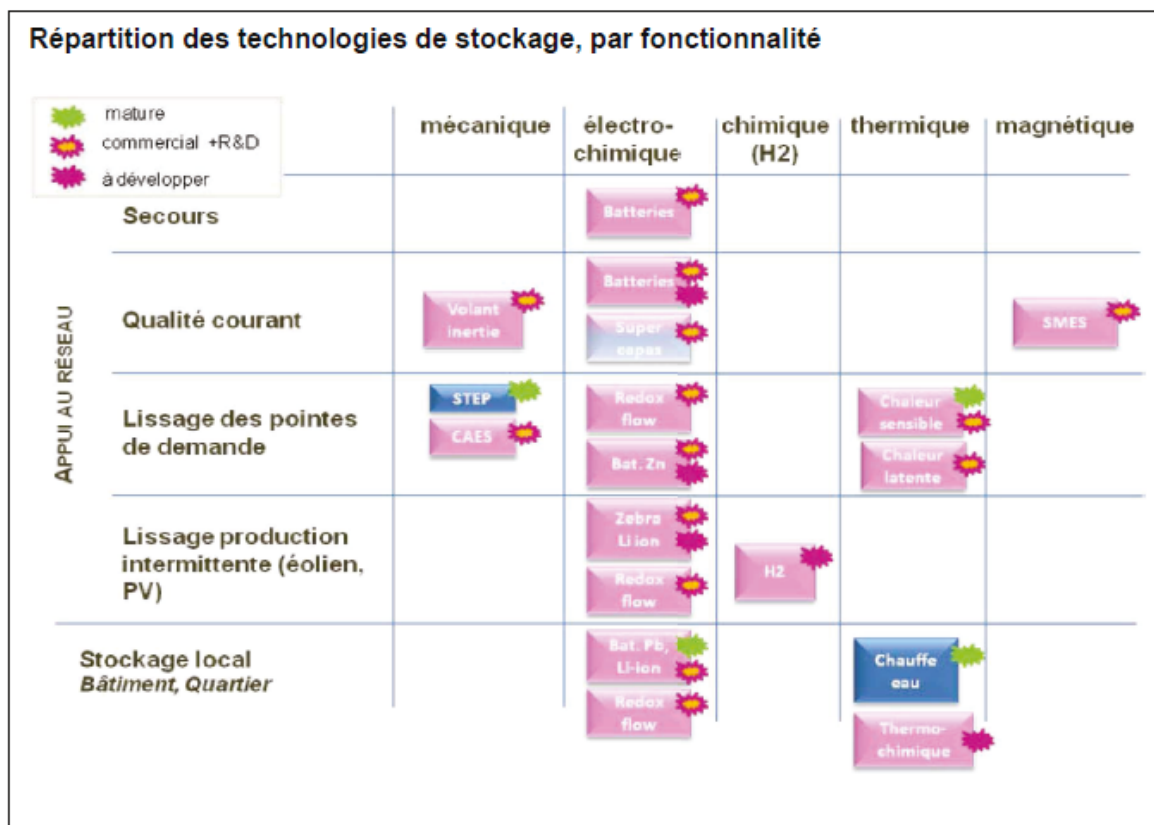 Répartition des technologies de stockage, par fonctionnalité
mature
commercial +R&D
à développer
mécanique
électro-
chimique
chimique
(H2)
thermique
magnétique
APPUI AU RÉSEAU
Secours
Batteries
Qualité courant
Volant
inertie
Batteries
Super
capas
SMES
Lissage des pointes
de demande
STEP
CAES
Redox
flow
Bat. Zn
Chaleur
sensible
Chaleur
latente
Lissage production
intermittente (éolien,
PV)
Zebra
Li ion
Redox
flow
H2
Stockage local
Bâtiment, Quartier
Bat. Pb,
Li-ion
Redox
flow
Chauffe
eau
Thermo-
chimique